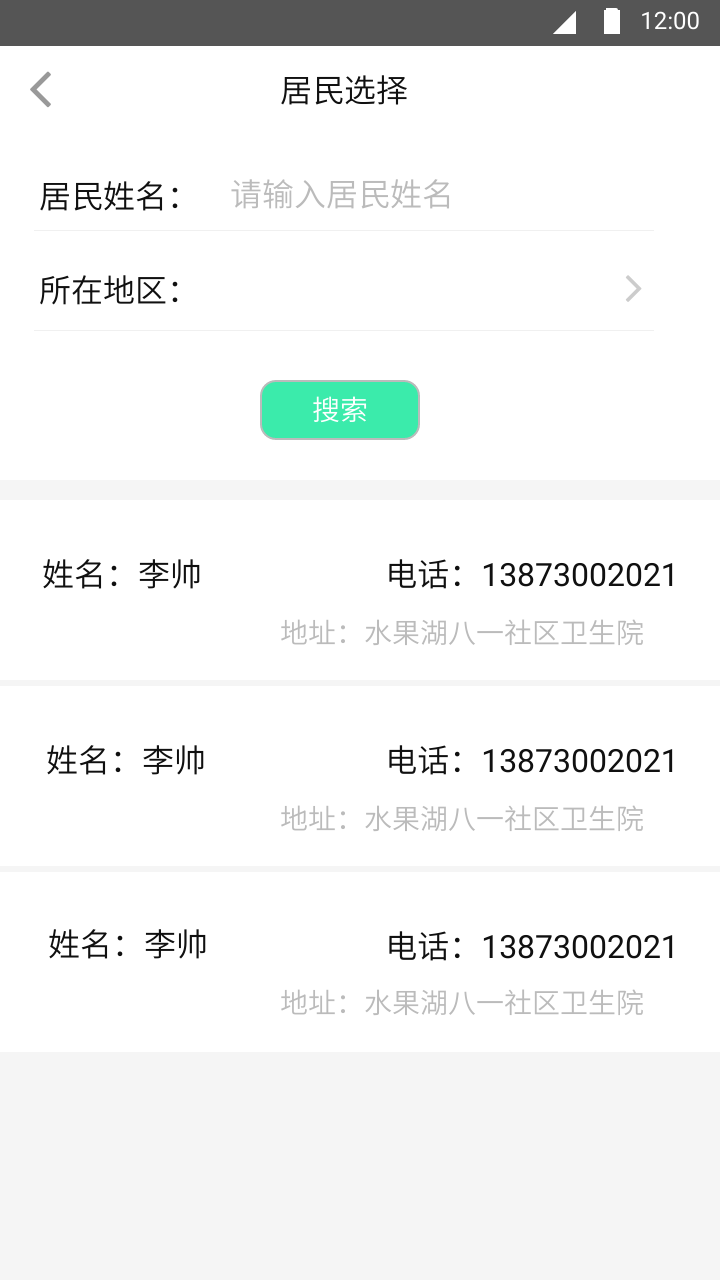 12:00
居民选择
居民姓名： 请输入居民姓名
所在地区：
搜索
姓名：李帅 电话：13873002021
地址：水果湖八一社区卫生院
姓名：李帅 电话：13873002021
地址：水果湖八一社区卫生院
姓名：李帅 电话：13873002021
地址：水果湖八一社区卫生院